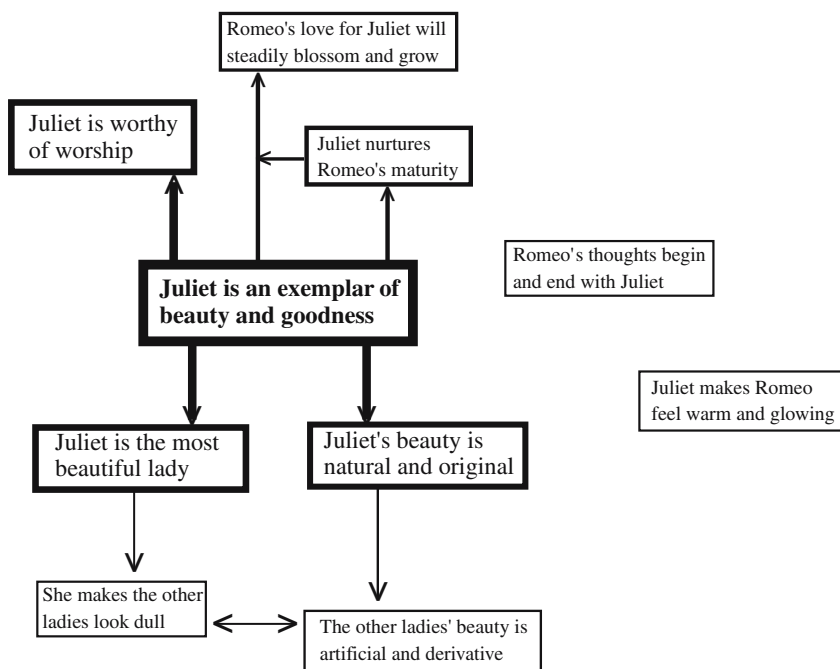 Romeo's love for Juliet will
steadily blossom and grow
Juliet is worthy
of worship
Juliet nurtures
Romeo's maturity
Romeo's thoughts begin
and end with Juliet
Juliet is an exemplar of
beauty and goodness
Juliet makes Romeo
feel warm and glowing
Juliet is the most
beautiful lady
Juliet's beauty is
natural and original
She makes the other
ladies look dull
The other ladies' beauty is
artificial and derivative